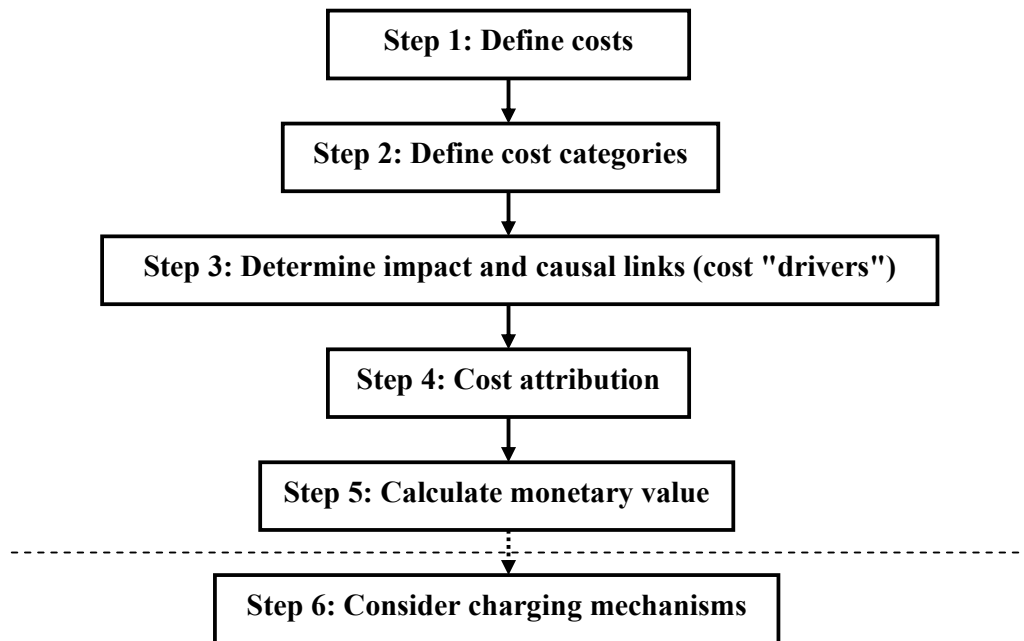 Step 1: Define costs
Step 2: Define cost categories
Step 3: Determine impact and causal links (cost "drivers")
Step 4: Cost attribution
Step 5: Calculate monetary value
Step 6: Consider charging mechanisms